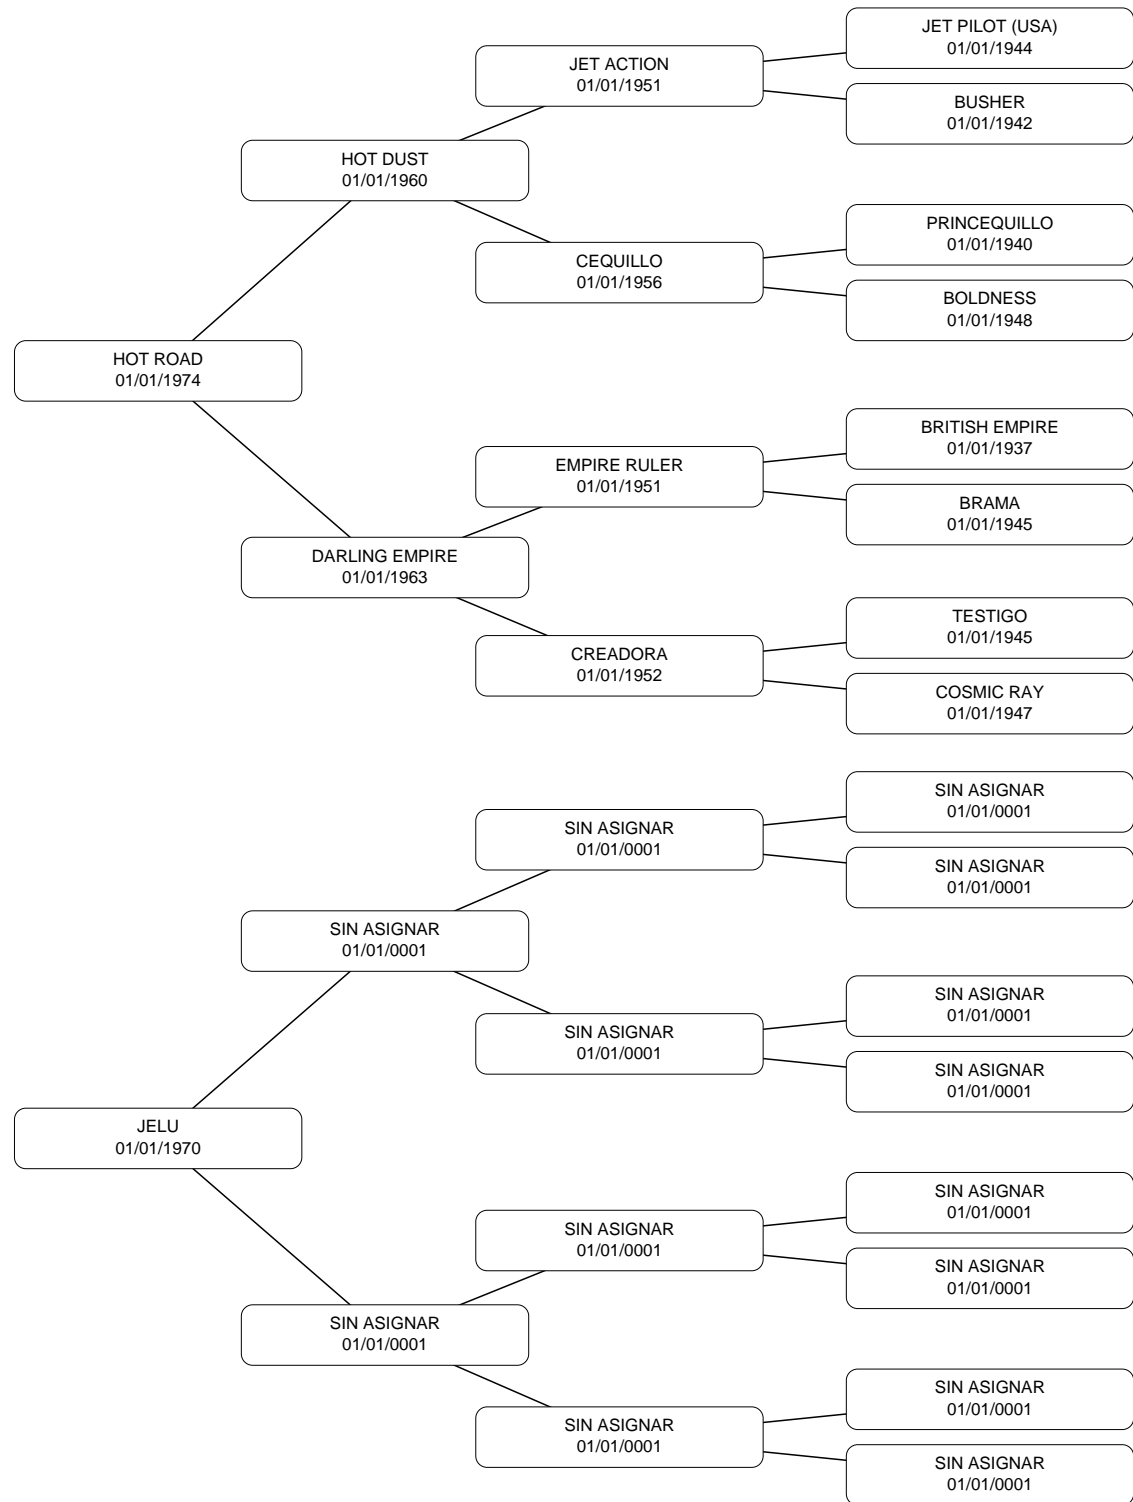 JET PILOT (USA)
01/01/1944
JET ACTION
01/01/1951
BUSHER
01/01/1942
HOT DUST
01/01/1960
PRINCEQUILLO
01/01/1940
CEQUILLO
01/01/1956
BOLDNESS
01/01/1948
HOT ROAD
01/01/1974
BRITISH EMPIRE
01/01/1937
EMPIRE RULER
01/01/1951
BRAMA
01/01/1945
DARLING EMPIRE
01/01/1963
TESTIGO
01/01/1945
CREADORA
01/01/1952
COSMIC RAY
01/01/1947
SIN ASIGNAR
01/01/0001
SIN ASIGNAR
01/01/0001
SIN ASIGNAR
01/01/0001
SIN ASIGNAR
01/01/0001
SIN ASIGNAR
01/01/0001
SIN ASIGNAR
01/01/0001
SIN ASIGNAR
01/01/0001
JELU
01/01/1970
SIN ASIGNAR
01/01/0001
SIN ASIGNAR
01/01/0001
SIN ASIGNAR
01/01/0001
SIN ASIGNAR
01/01/0001
SIN ASIGNAR
01/01/0001
SIN ASIGNAR
01/01/0001
SIN ASIGNAR
01/01/0001